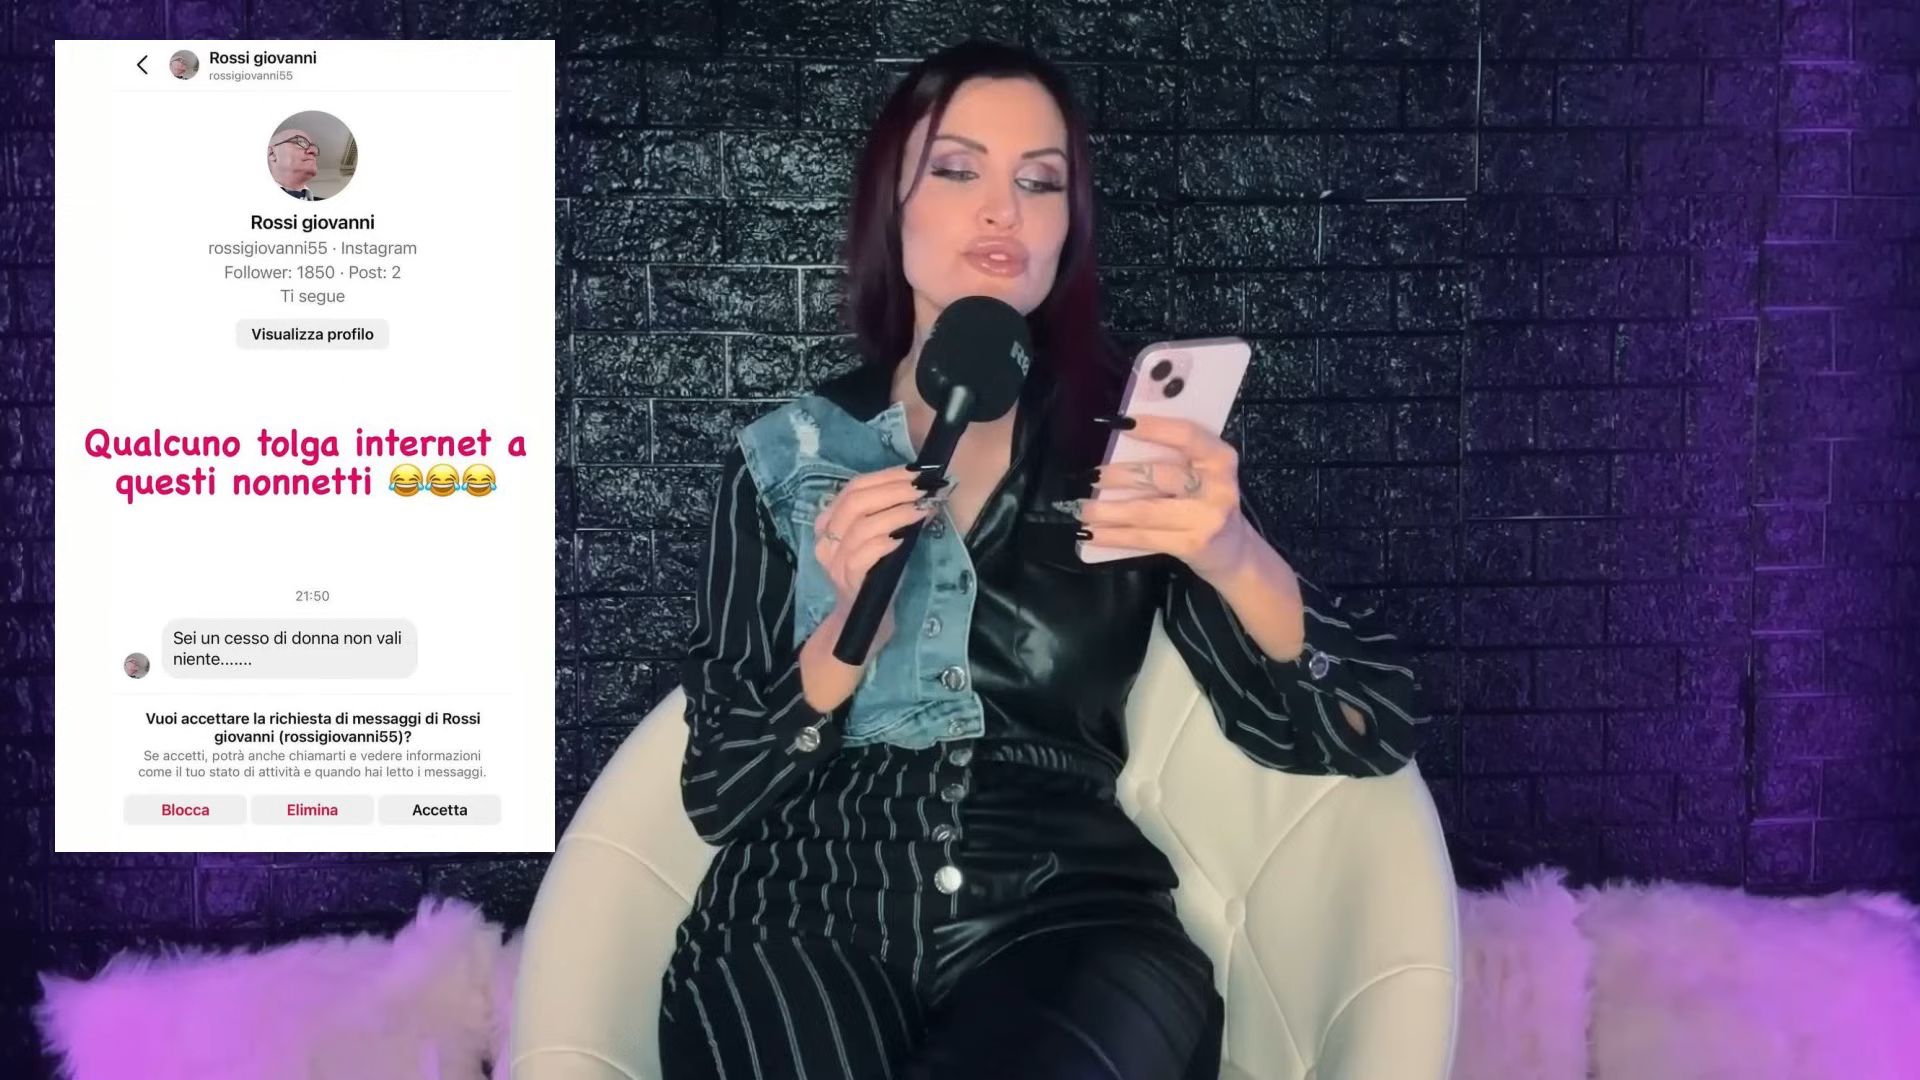 Rossi giovanni
rossigiovanni55
Rossi giovanni
rossigiovanni55 · Instagram
Follower: 1850 · Post: 2
Ti segue
Visualizza profilo
Qualcuno tolga internet a
questi nonnetti 😂😂😂
21:50
Sei un cesso di donna non vali
niente.......
Vuoi accettare la richiesta di messaggi di Rossi
giovanni (rossigiovanni55)?
Se accetti, potrà anche chiamarti e vedere informazioni
come il tuo stato di attività e quando hai letto i messaggi.
Blocca
Elimina
Accetta